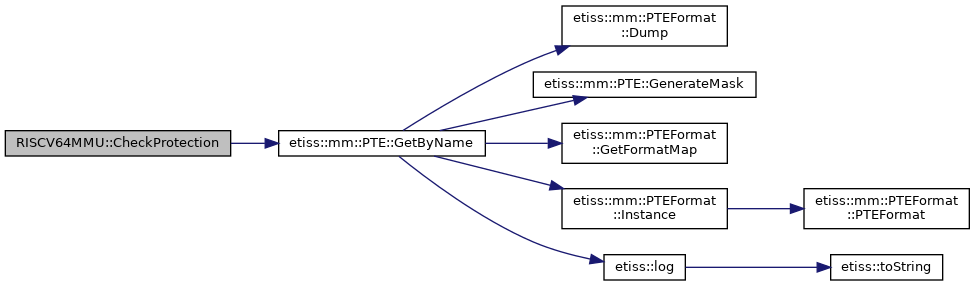 etiss::mm::PTEFormat
::Dump
etiss::mm::PTE::GenerateMask
RISCV64MMU::CheckProtection
etiss::mm::PTE::GetByName
etiss::mm::PTEFormat
::GetFormatMap
etiss::mm::PTEFormat
::Instance
etiss::mm::PTEFormat
::PTEFormat
etiss::log
etiss::toString